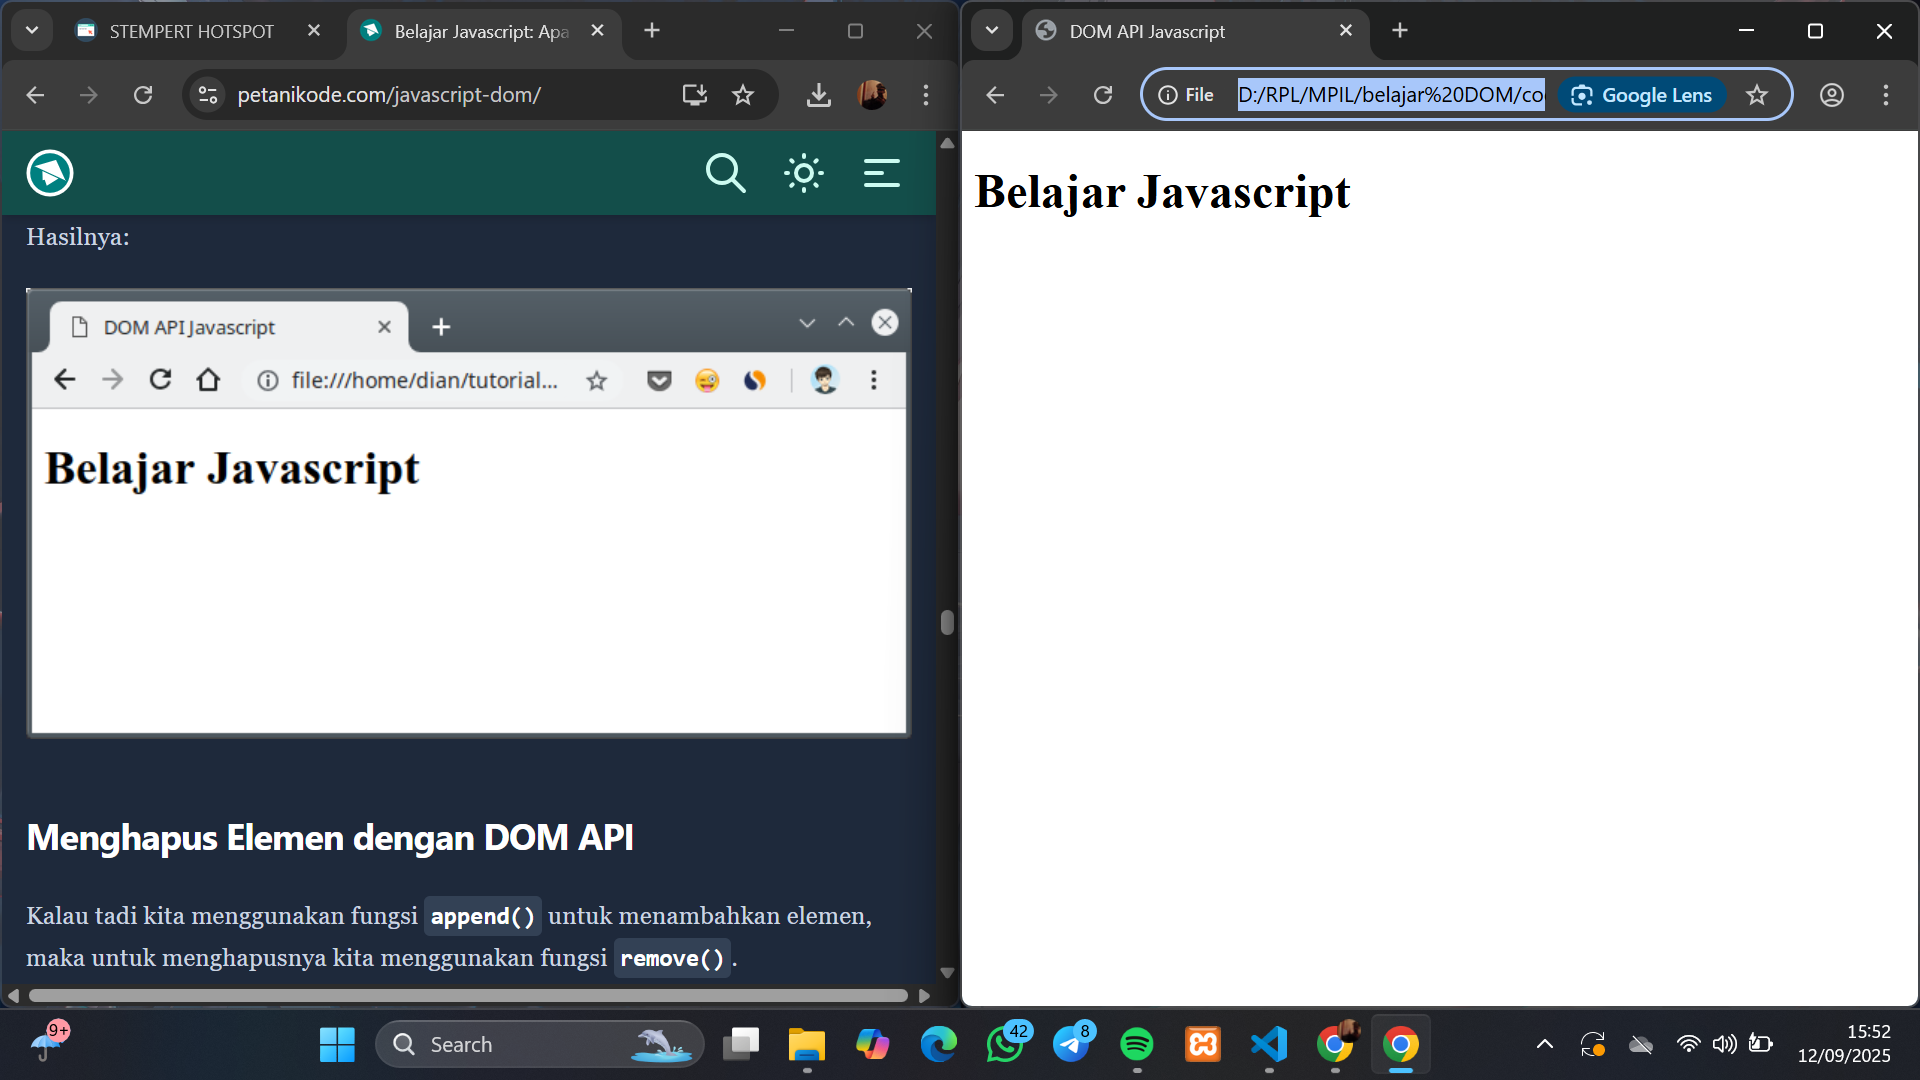 STEMPERT HOTSPOT
Belajar Javascript: Apa
petanikode.com/javascript-dom/
Hasilnya:
DOM API Javascript
file:///home/dian/tutorial...
Belajar Javascript
Menghapus Elemen dengan DOM API
Kalau tadi kita menggunakan fungsi append() untuk menambahkan elemen,
maka untuk menghapusnya kita menggunakan fungsi remove().
DOM API Javascript
File
D:/RPL/MPIL/belajar%20DOM/co
Google Lens
Belajar Javascript
9+
Search
42
8
15:52
12/09/2025